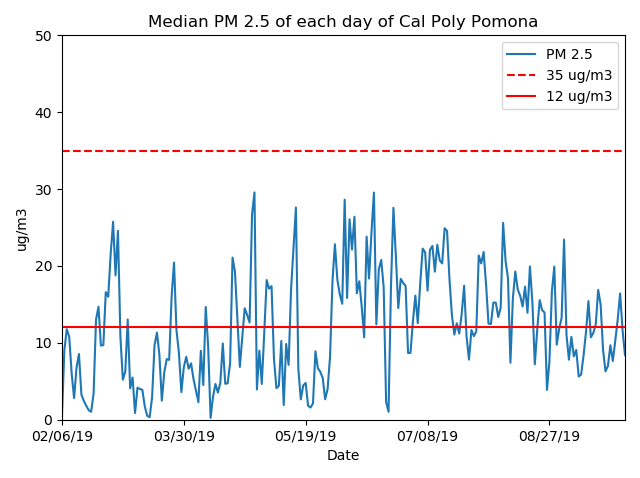 Median PM 2.5 of each day of Cal Poly Pomona
50
40
30
20
10
0
ug/m3
PM 2.5
35 ug/m3
12 ug/m3
02/06/19 03/30/19 05/19/19 07/08/19 08/27/19
Date